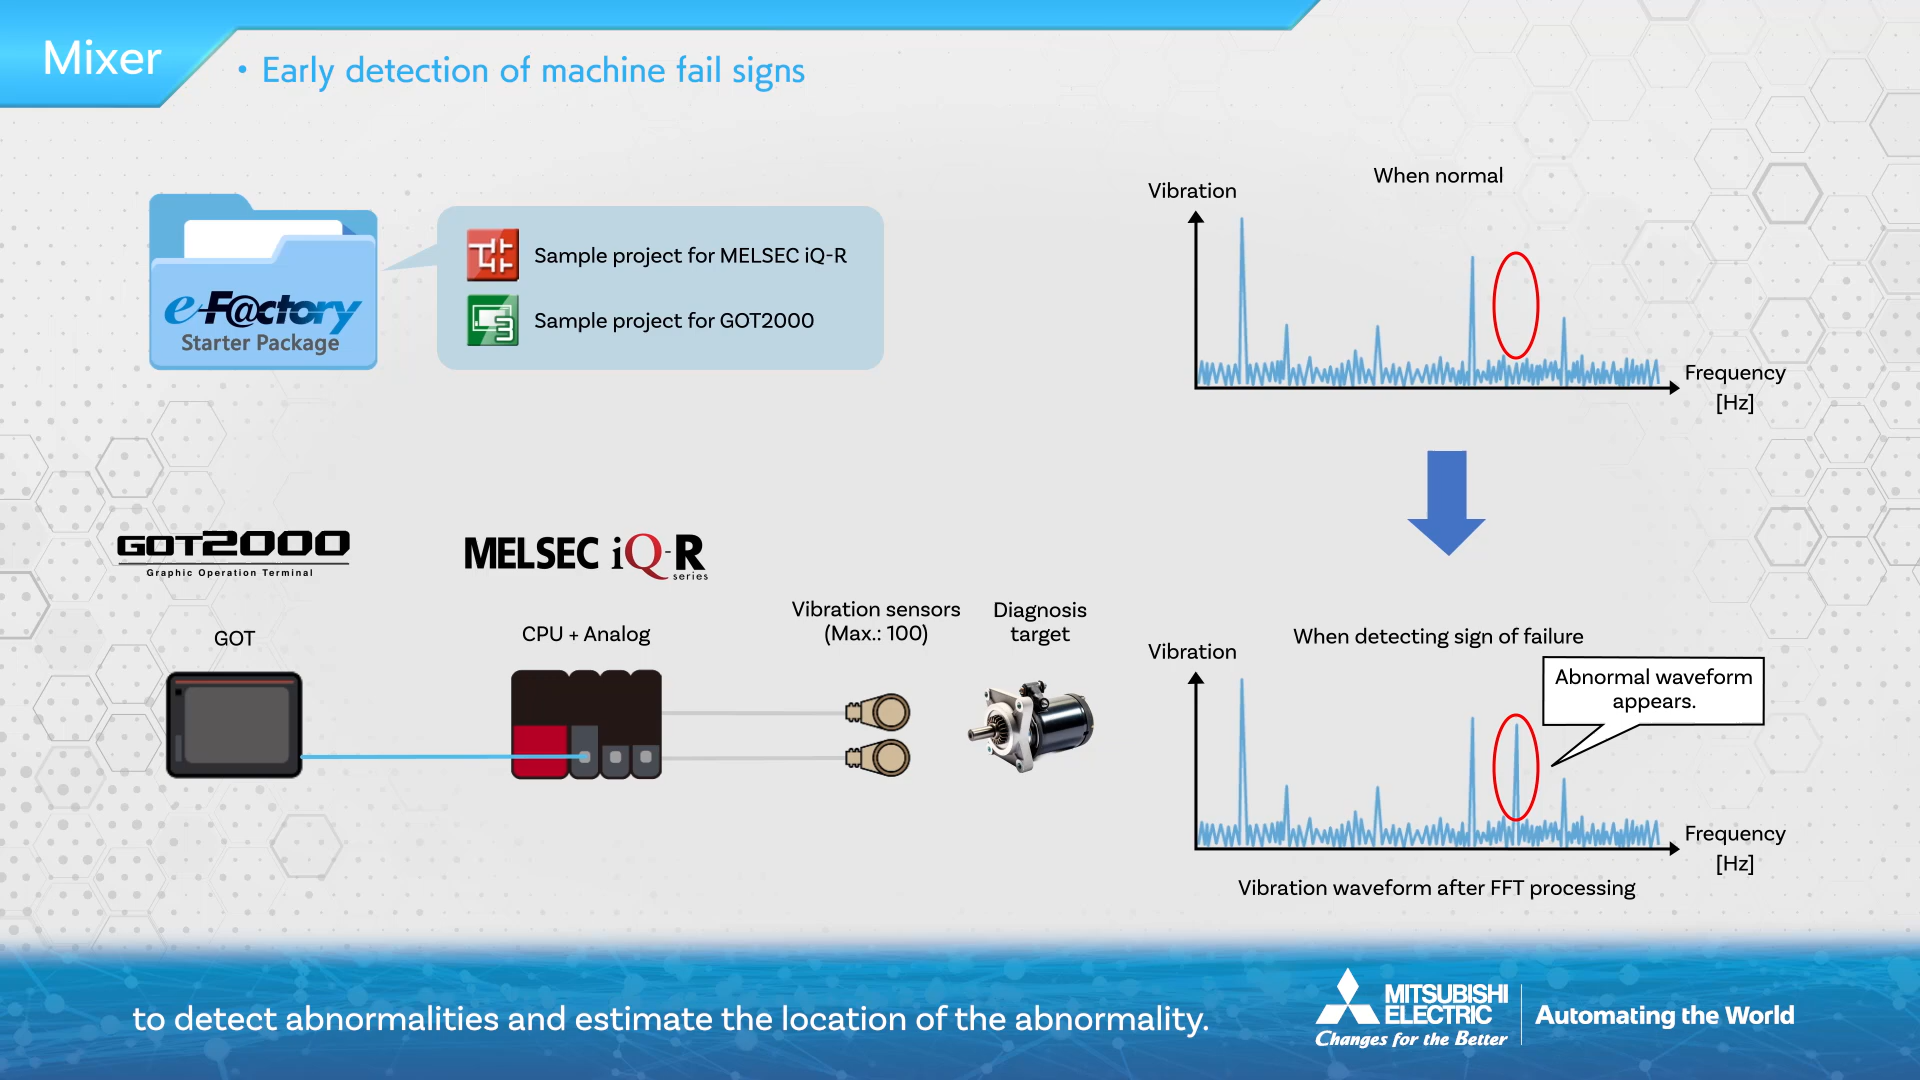 Mixer
• Early detection of machine fail signs
e-F@ctory
Starter Package
Sample project for MELSEC iQ-R
Sample project for GOT2000
When normal
Vibration
Frequency
[Hz]
GOT2000
Graphic Operation Terminal
MELSEC iQ-R
series
GOT
CPU + Analog
Vibration sensors
(Max.: 100)
Diagnosis
target
When detecting sign of failure
Vibration
Abnormal waveform
appears.
Frequency
[Hz]
Vibration waveform after FFT processing
to detect abnormalities and estimate the location of the abnormality.
MITSUBISHI
ELECTRIC
Changes for the Better
Automating the World